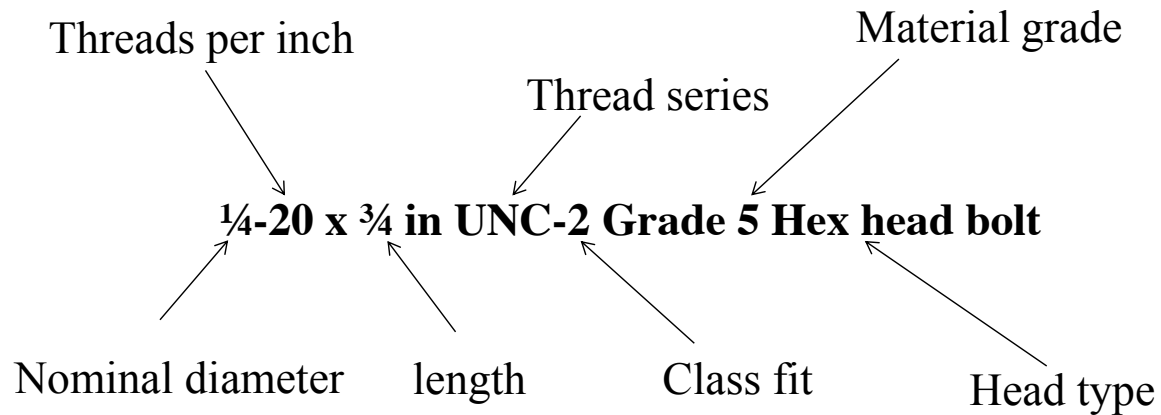 Threads per inch
Material grade
Thread series
¼-20 x ¾ in UNC-2 Grade 5 Hex head bolt
Nominal diameter
length
Class fit
Head type